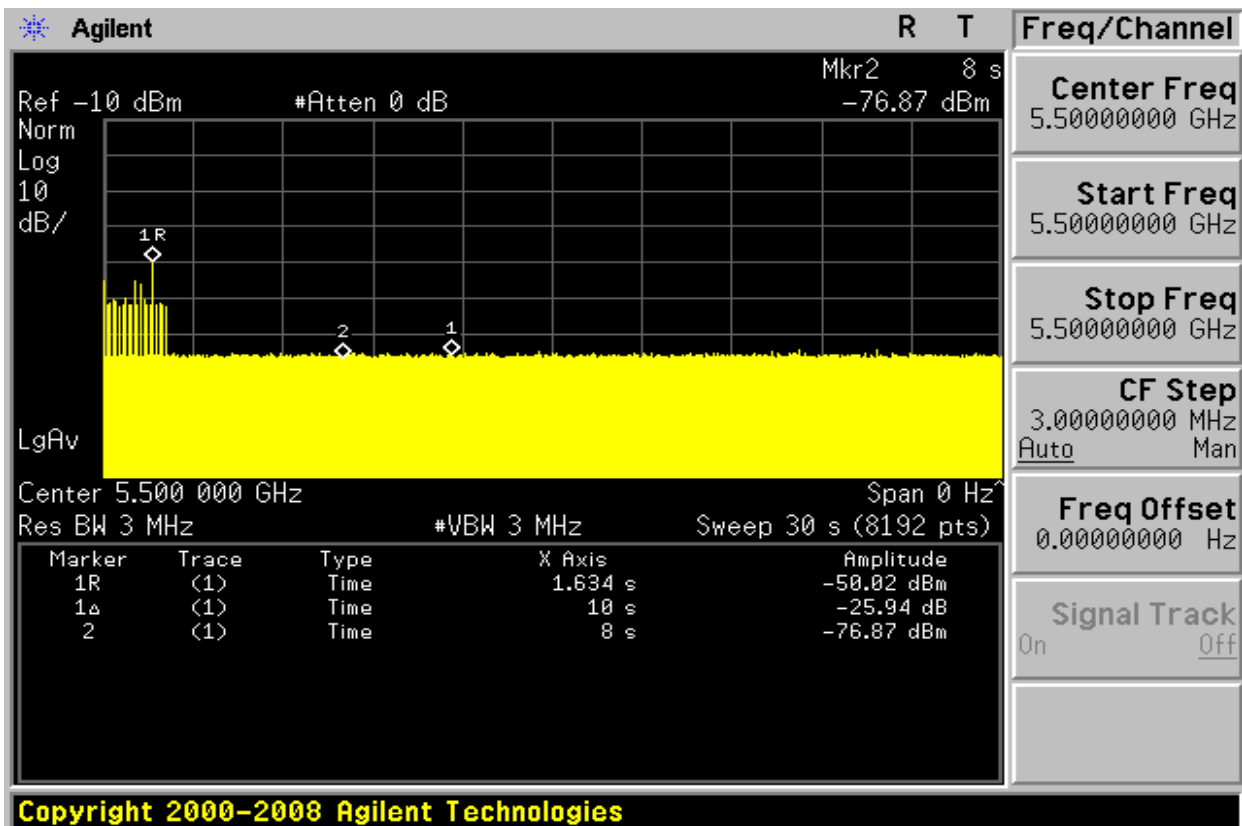 Agilent R T Freq/Channel
Mkr2 8 s
Ref -10 dBm #Atten 0 dB -76.87 dBm
Norm
Log
10
dB/
1R
2
1
LgAv
Center 5.500 000 GHz Span 0 Hz^
Res BW 3 MHz #VBW 3 MHz Sweep 30 s (8192 pts)
Marker Trace Type X Axis Amplitude
1R (1) Time 1.634 s -50.02 dBm
1Δ (1) Time 10 s -25.94 dB
2 (1) Time 8 s -76.87 dBm
Center Freq
5.50000000 GHz
Start Freq
5.50000000 GHz
Stop Freq
5.50000000 GHz
CF Step
3.00000000 MHz
Auto Man
Freq Offset
0.00000000 Hz
Signal Track
On Off
Copyright 2000-2008 Agilent Technologies